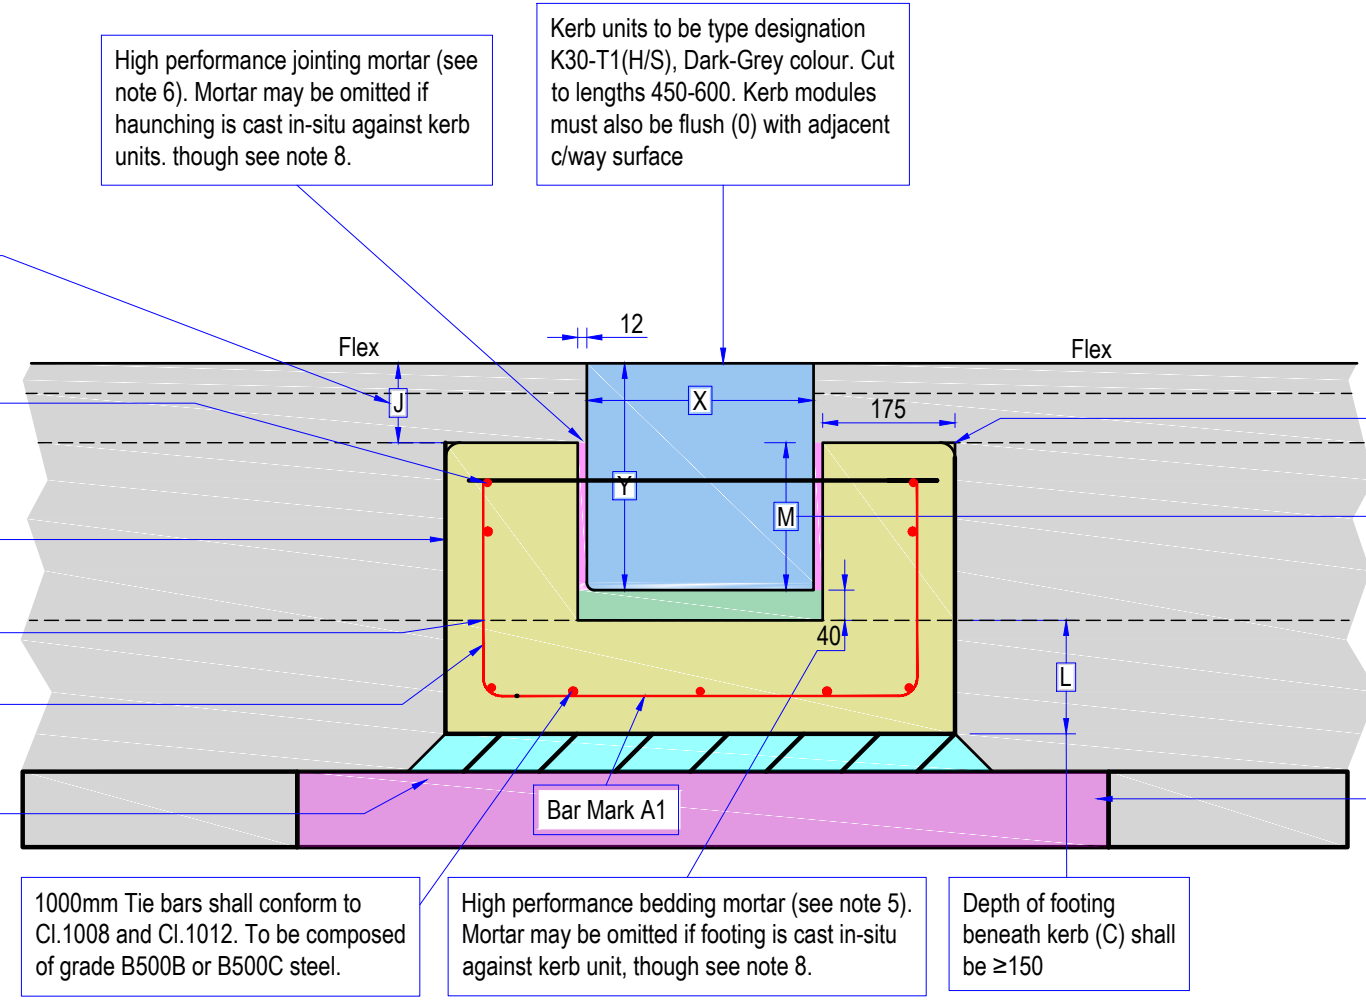 Kerb units to be type designation
K30-T1(H/S), Dark-Grey colour. Cut
to lengths 450-600. Kerb modules
must also be flush (0) with adjacent
c/way surface
High performance jointing mortar (see
note 6). Mortar may be omitted if
haunching is cast in-situ against kerb
units. though see note 8.
12
Flex
Flex
J
X
175
Y
M
40
L
Bar Mark A1
1000mm Tie bars shall conform to
Cl.1008 and Cl.1012. To be composed
of grade B500B or B500C steel.
High performance bedding mortar (see note 5).
Mortar may be omitted if footing is cast in-situ
against kerb unit, though see note 8.
Depth of footing
beneath kerb (C) shall
be ≥150